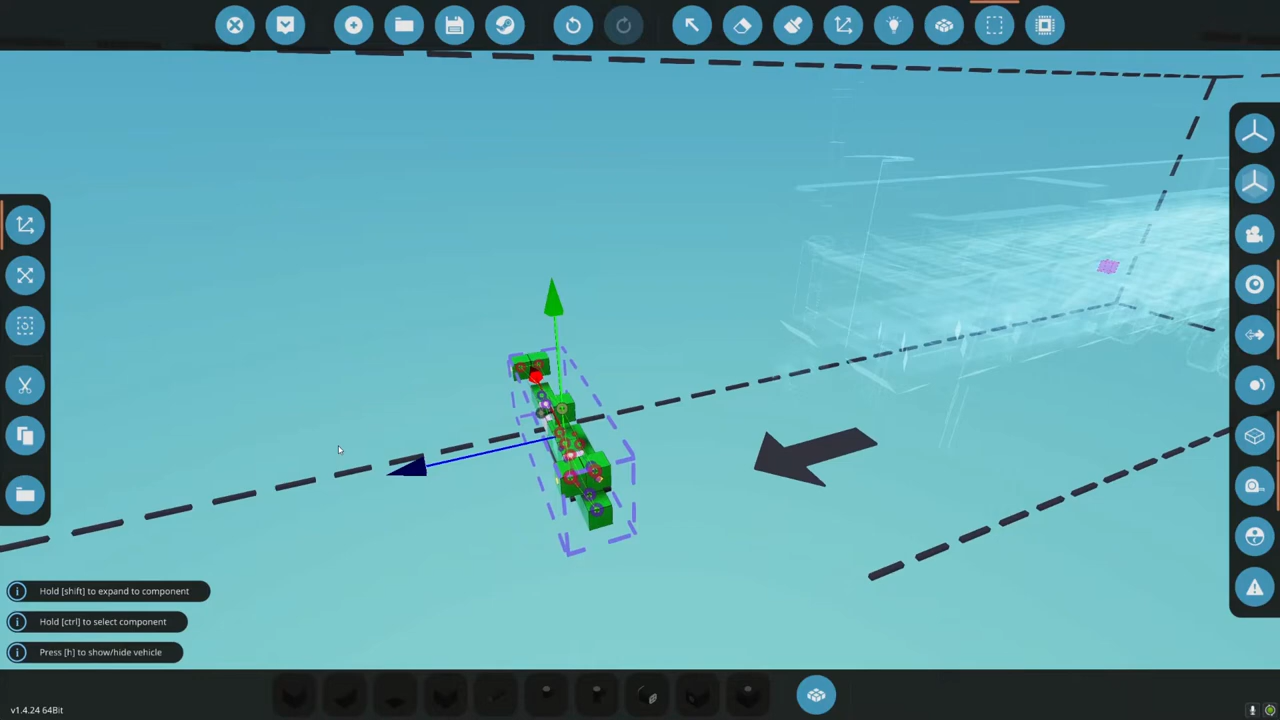 Hold [shift] to expand to component
Hold [ctrl] to select component
Press [h] to show/hide vehicle
v1.4.24 64Bit